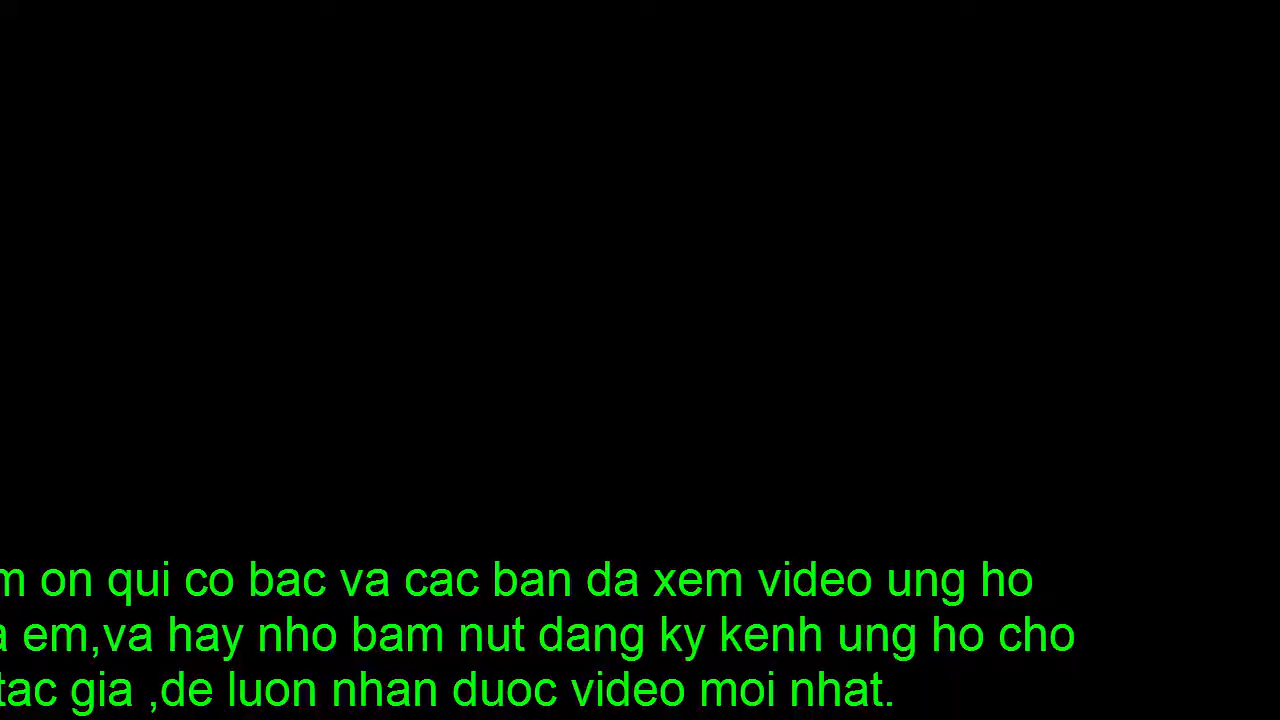 m on qui co bac va cac ban da xem video ung ho
em,va hay nho bam nut dang ky kenh ung ho cho
tac gia ,de luon nhan duoc video moi nhat.